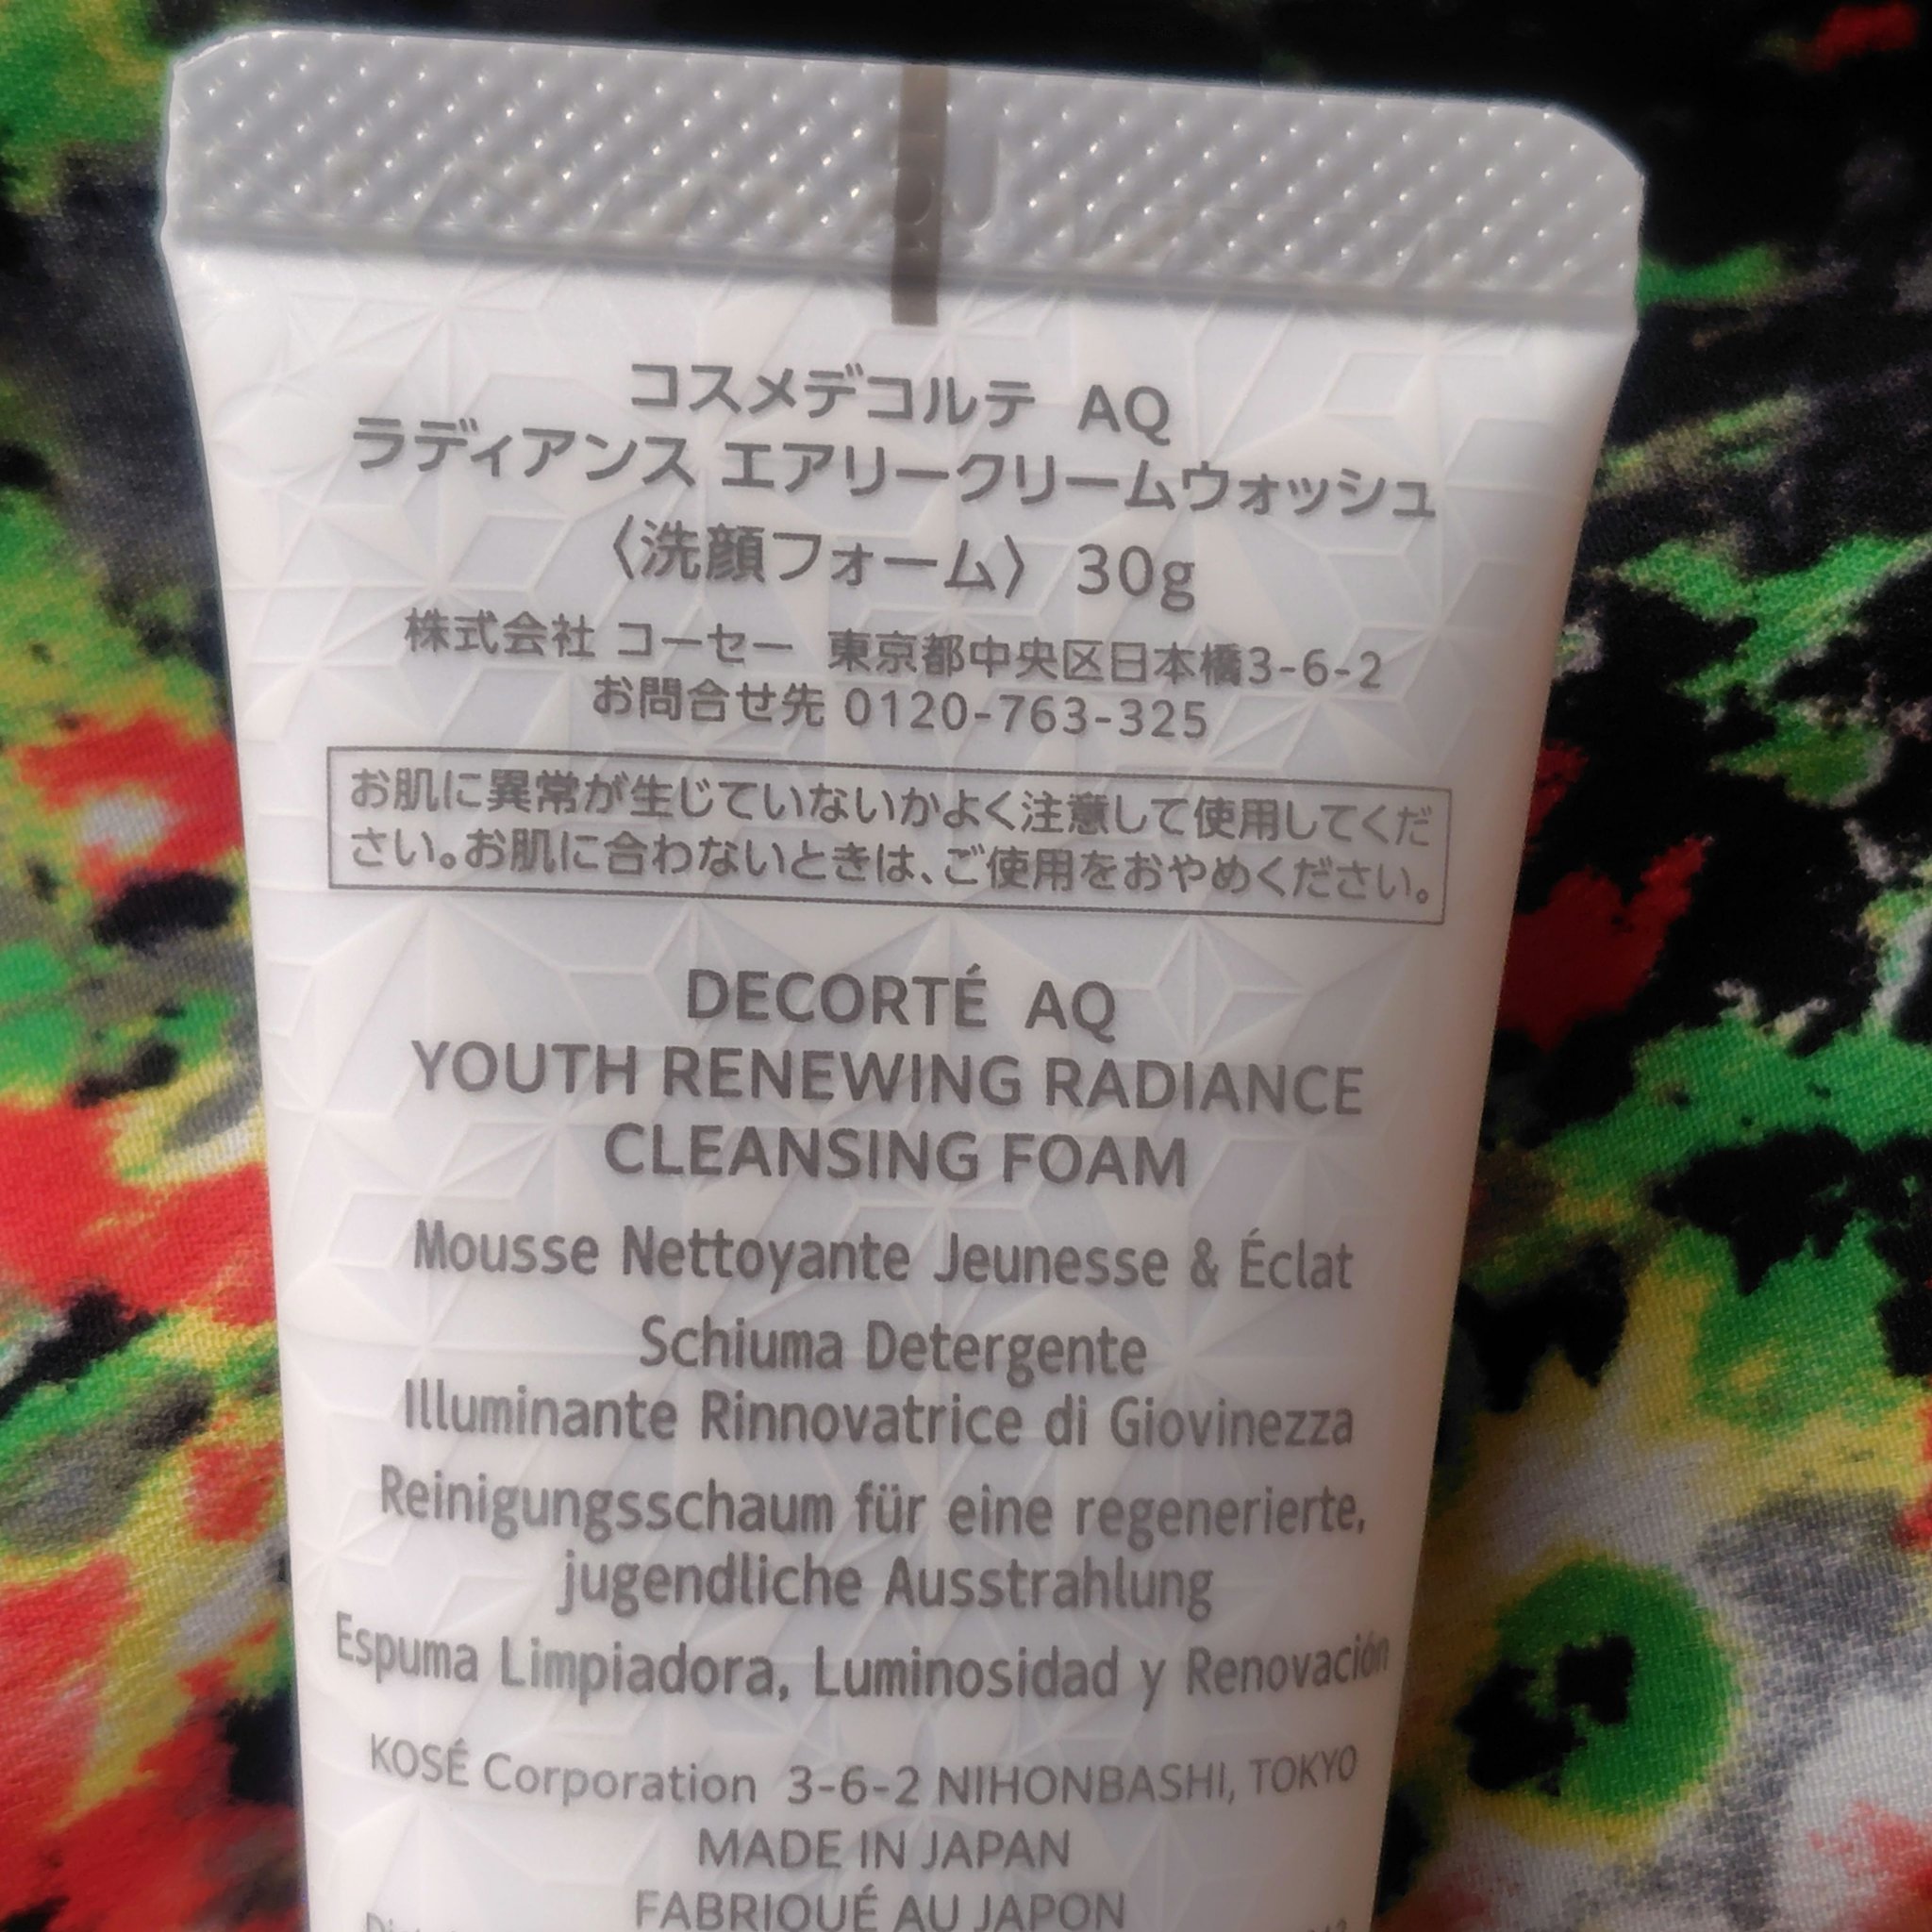 コスメデコルテ AQ
ラディアンス エアリークリームウォッシュ
〈洗顔フォーム〉 30g
株式会社 コーセー 東京都中央区日本橋3-6-2
お問合せ先 0120-763-325
お肌に異常が生じていないかよく注意して使用してくだ
さい。お肌に合わないときは、ご使用をおやめください。
DECORTÉ AQ
YOUTH RENEWING RADIANCE
CLEANSING FOAM
Mousse Nettoyante Jeunesse & Éclat
Schiuma Detergente
Illuminante Rinnovatrice di Giovinezza
Reinigungsschaum für eine regenerierte,
jugendliche Ausstrahlung
Espuma Limpiadora, Luminosidad y Renovación
KOSÉ Corporation 3-6-2 NIHONBASHI, TOKYO
MADE IN JAPAN
FABRIQUÉ AU JAPON